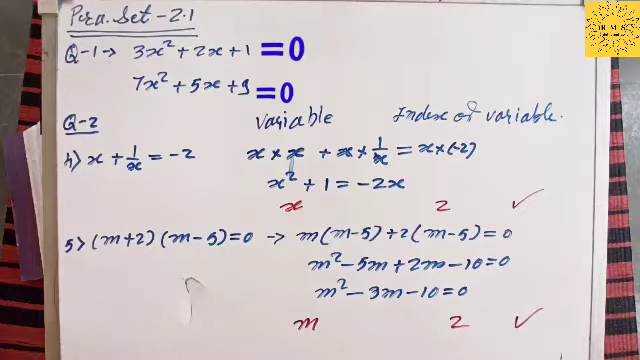 Pra. Set - 2.1
Q-1 → 3x² + 2x + 1 = 0
7x² + 5x + 9 = 0
Q-2 variable Index of variable.
x + 1/x = -2 x × x + x × 1/x = x × (-2)
x² + 1 = -2x
x 2 ✓
5> (m+2) (m-5) = 0 → m(m-5) + 2(m-5) = 0
m² - 5m + 2m - 10 = 0
m² - 3m - 10 = 0
m 2 ✓